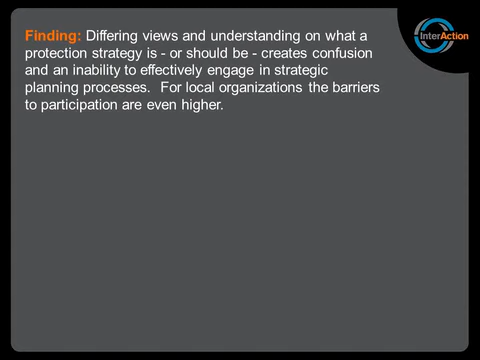 InterAction
Finding: Differing views and understanding on what a
protection strategy is - or should be - creates confusion
and an inability to effectively engage in strategic
planning processes.  For local organizations the barriers
to participation are even higher.